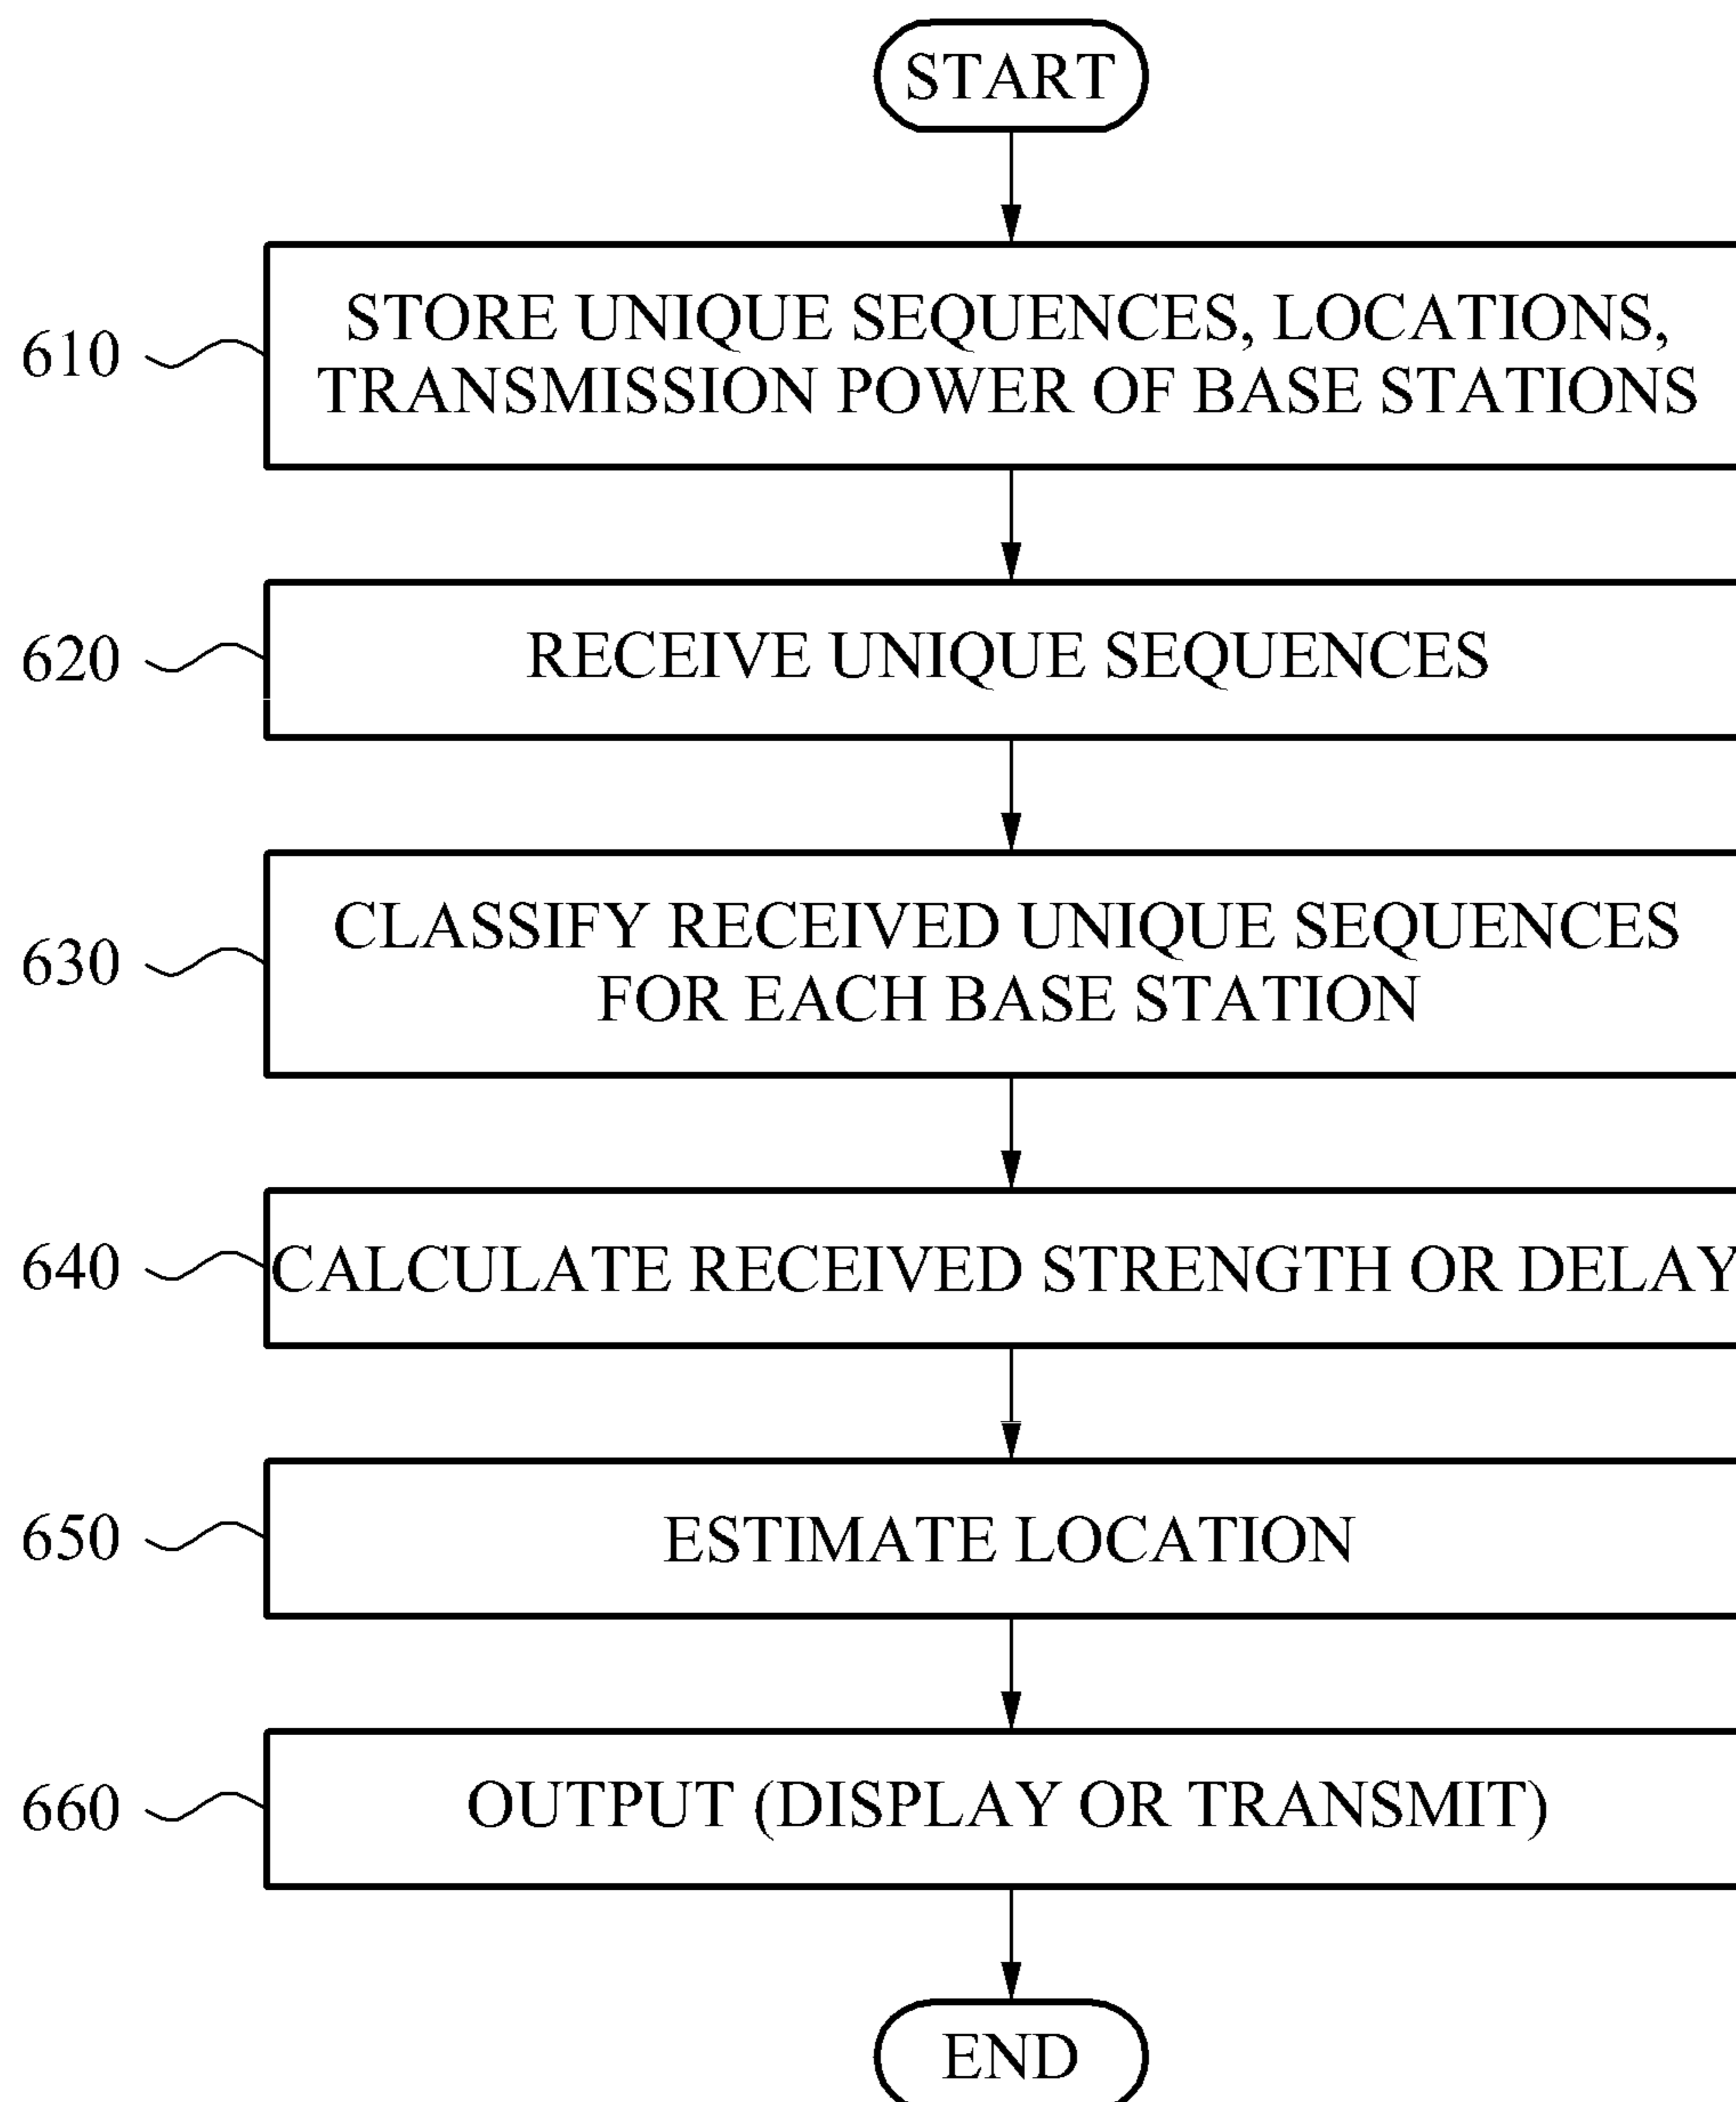 START
610
STORE UNIQUE SEQUENCES, LOCATIONS,
TRANSMISSION POWER OF BASE STATIONS
620
RECEIVE UNIQUE SEQUENCES
630
CLASSIFY RECEIVED UNIQUE SEQUENCES
FOR EACH BASE STATION
640
CALCULATE RECEIVED STRENGTH OR DELAY
650
ESTIMATE LOCATION
660
OUTPUT (DISPLAY OR TRANSMIT)
END